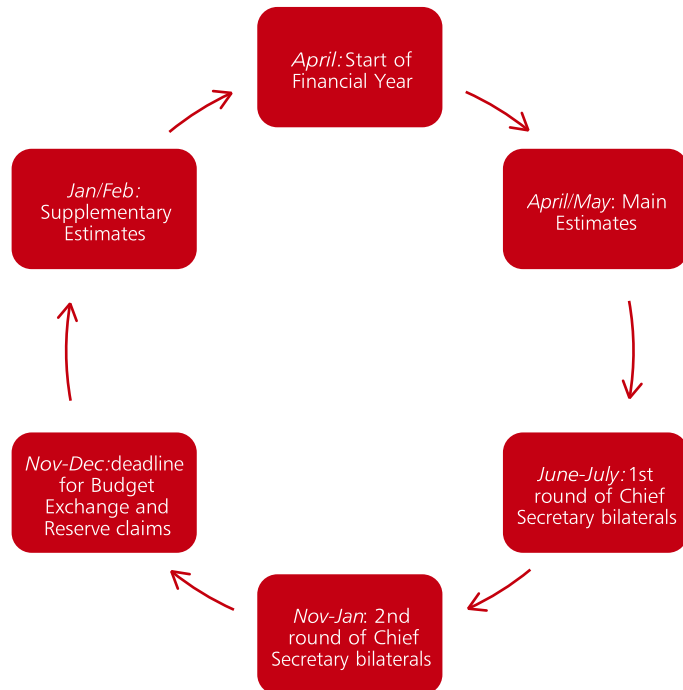 April: Start of
Financial Year
April/May: Main
Estimates
June-July: 1st
round of Chief
Secretary bilaterals
Nov-Jan: 2nd
round of Chief
Secretary bilaterals
Nov-Dec: deadline
for Budget
Exchange and
Reserve claims
Jan/Feb:
Supplementary
Estimates